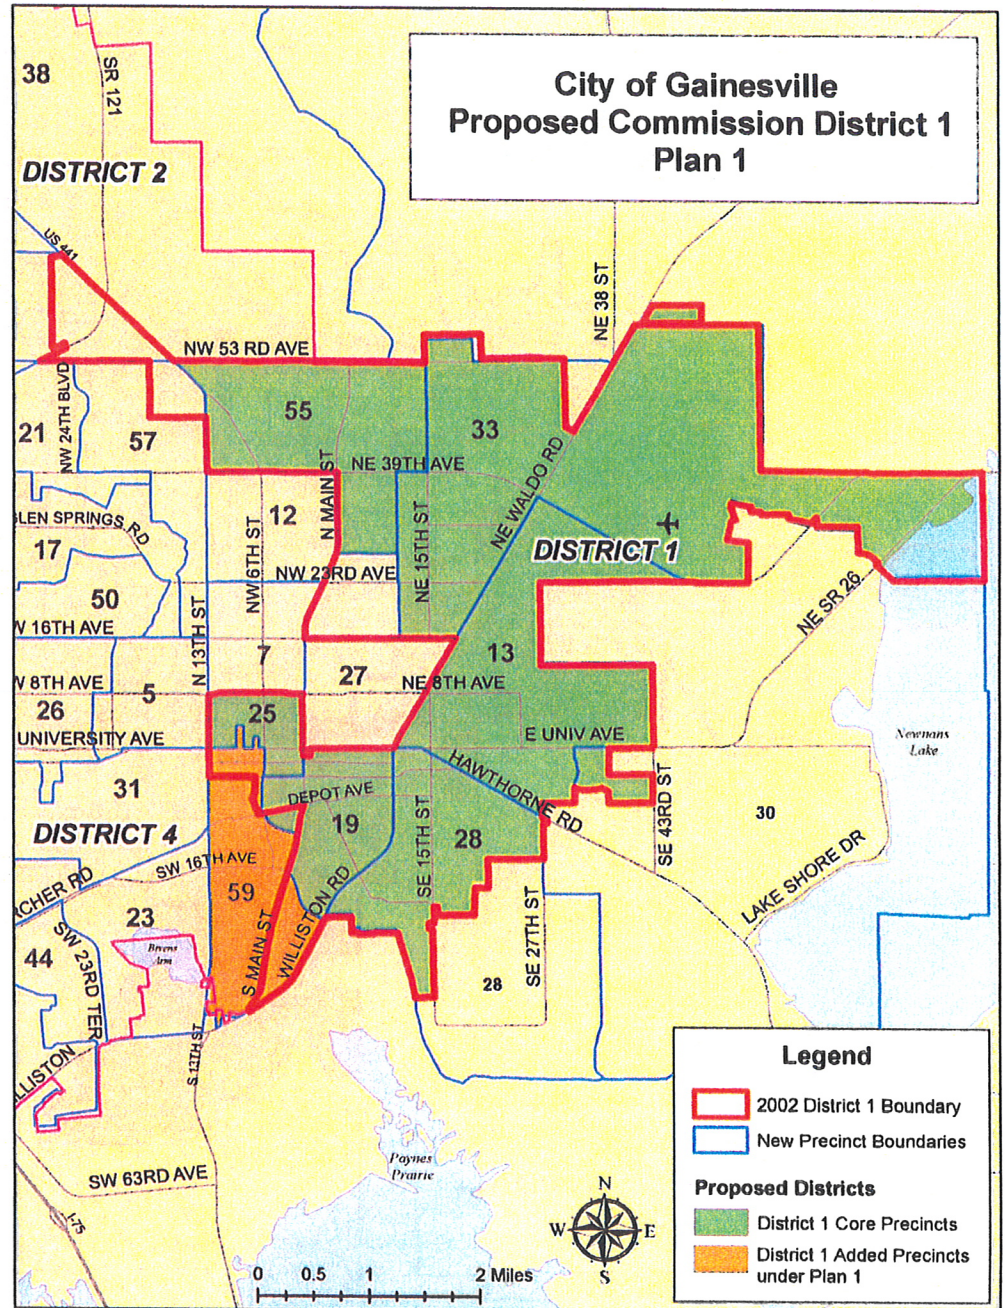 City of Gainesville
Proposed Commission District 1
Plan 1
38
SR 121
DISTRICT 2
US 441
NE 38 ST
NW 53 RD AVE
NW 24TH BLVD
55
33
21
57
NE 39TH AVE
N MAIN ST
NE WALDO RD
GLEN SPRINGS RD
12
17
NW 6TH ST
NE 15TH ST
DISTRICT 1
NW 23RD AVE
50
NE SR 26
W 16TH AVE
N 13TH ST
7
13
27
W 8TH AVE
5
NE 8TH AVE
26
25
UNIVERSITY AVE
E UNIV AVE
Newnans
Lake
31
HAWTHORNE RD
DEPOT AVE
DISTRICT 4
19
SE 15TH ST
28
SE 43RD ST
30
SW 16TH AVE
RCHER RD
59
WILLISTON RD
LAKE SHORE DR
23
SW 23RD TER
Bivens
Arm
44
S MAIN ST
SE 27TH ST
28
S 13TH ST
LLISTON
SW 63RD AVE
Paynes
Prairie
I-75
Legend
2002 District 1 Boundary
New Precinct Boundaries
Proposed Districts
District 1 Core Precincts
District 1 Added Precincts
under Plan 1
N
W E
S
0 0.5 1 2 Miles